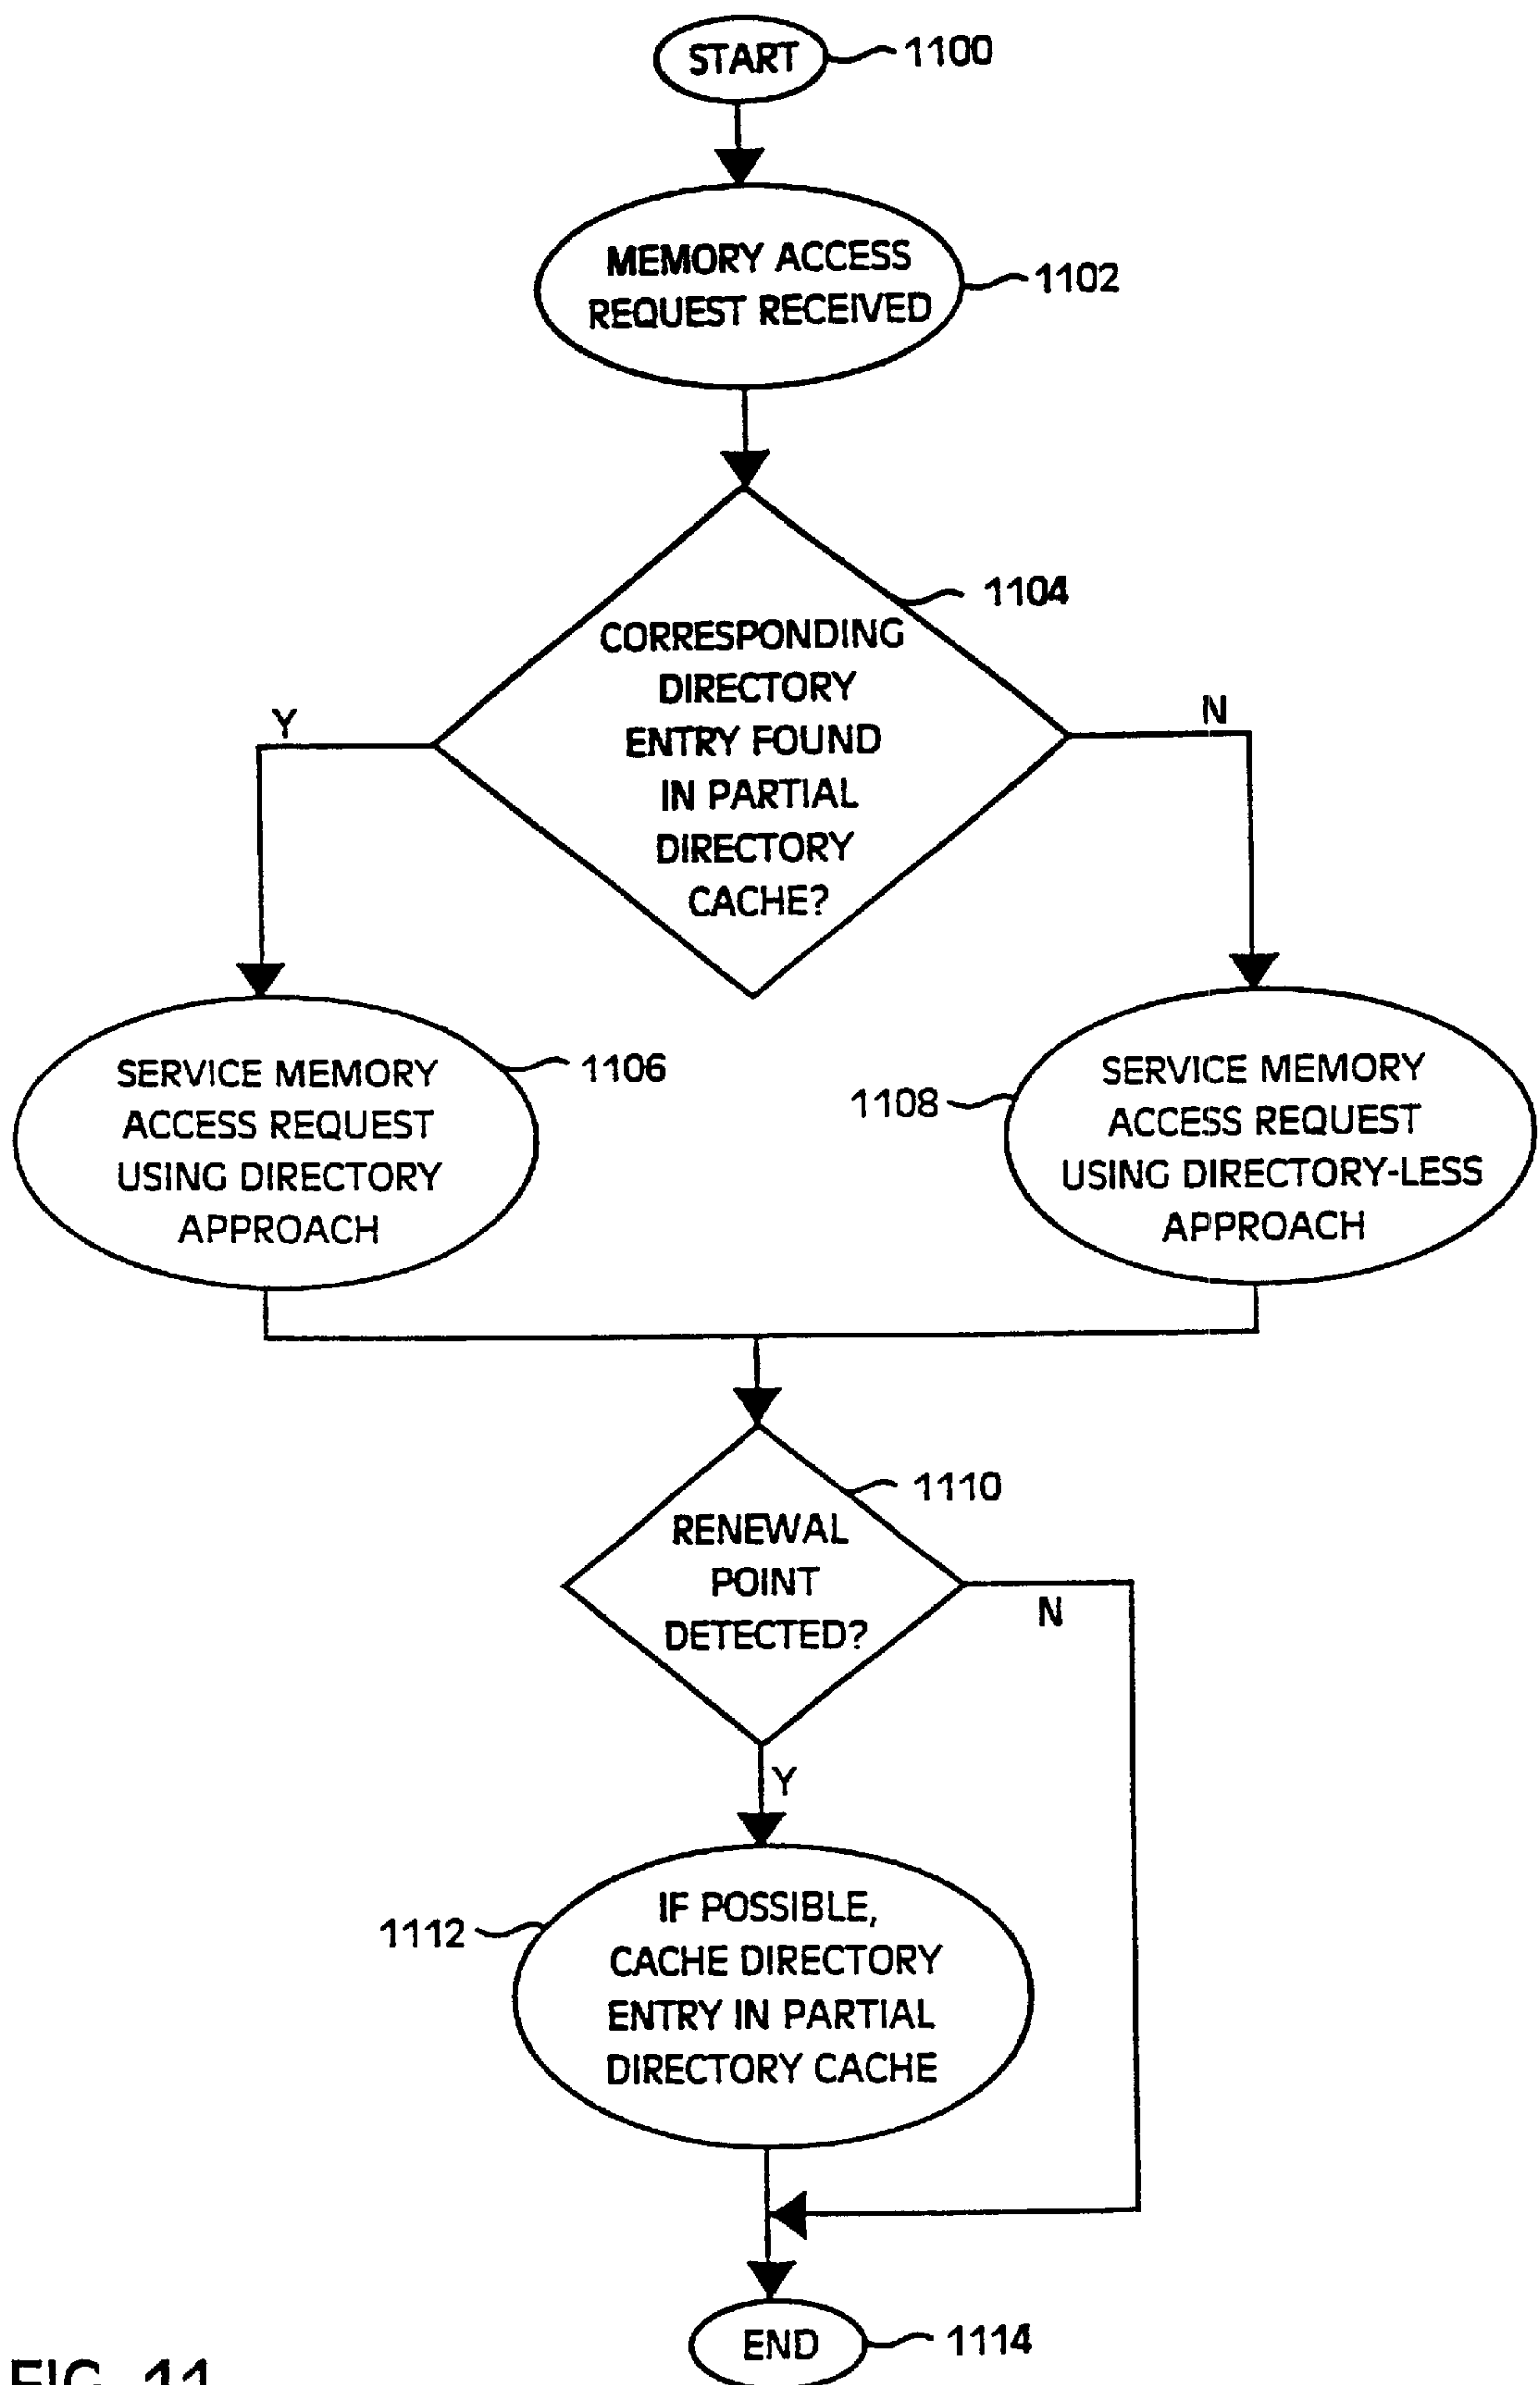 START
1100
MEMORY ACCESS
REQUEST RECEIVED
1102
1104
CORRESPONDING
DIRECTORY
ENTRY FOUND
IN PARTIAL
DIRECTORY
CACHE?
Y
N
SERVICE MEMORY
ACCESS REQUEST
USING DIRECTORY
APPROACH
1106
1108
SERVICE MEMORY
ACCESS REQUEST
USING DIRECTORY-LESS
APPROACH
1110
RENEWAL
POINT
DETECTED?
N
Y
1112
IF POSSIBLE,
CACHE DIRECTORY
ENTRY IN PARTIAL
DIRECTORY CACHE
END
1114
FIG. 11